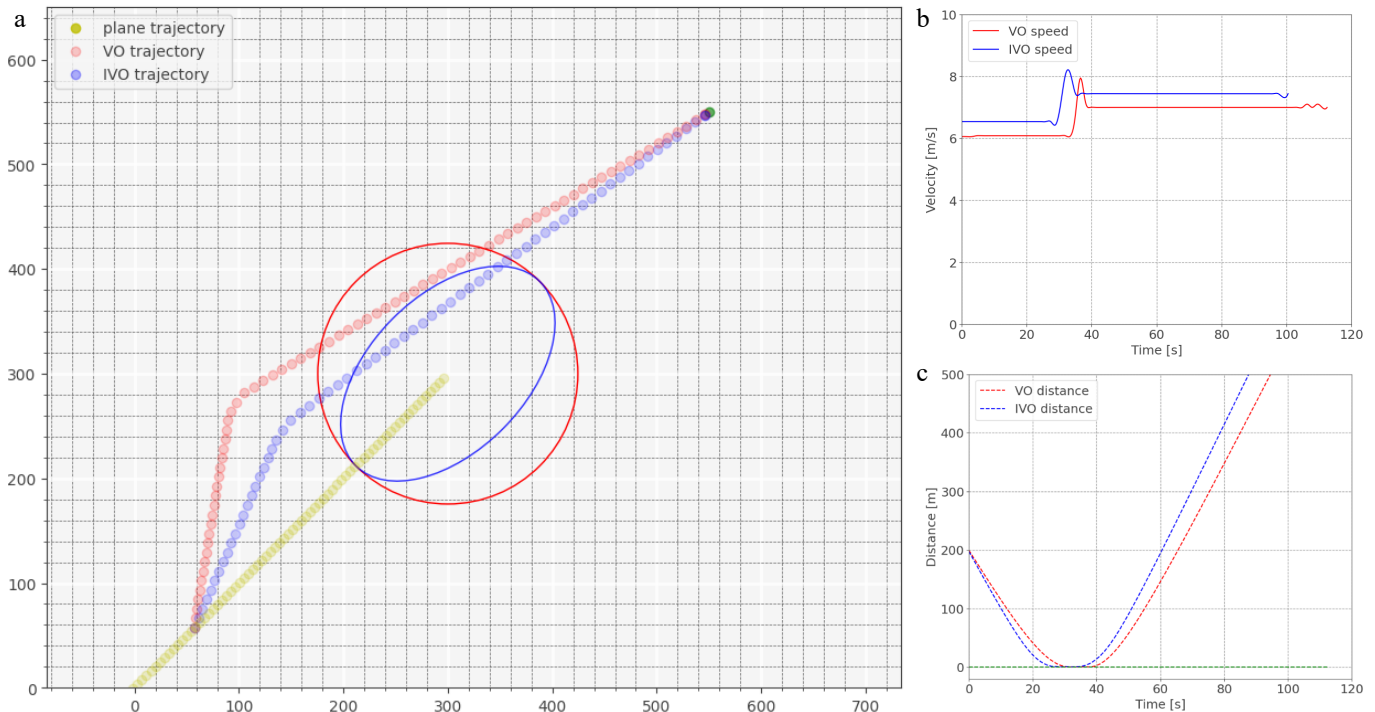 a
plane trajectory
VO trajectory
IVO trajectory
600
500
400
300
200
100
0
0 100 200 300 400 500 600 700
b
VO speed
IVO speed
Velocity [m/s]
10
8
6
4
2
0
0 20 40 60 80 100 120
Time [s]
c
VO distance
IVO distance
Distance [m]
500
400
300
200
100
0
0 20 40 60 80 100 120
Time [s]